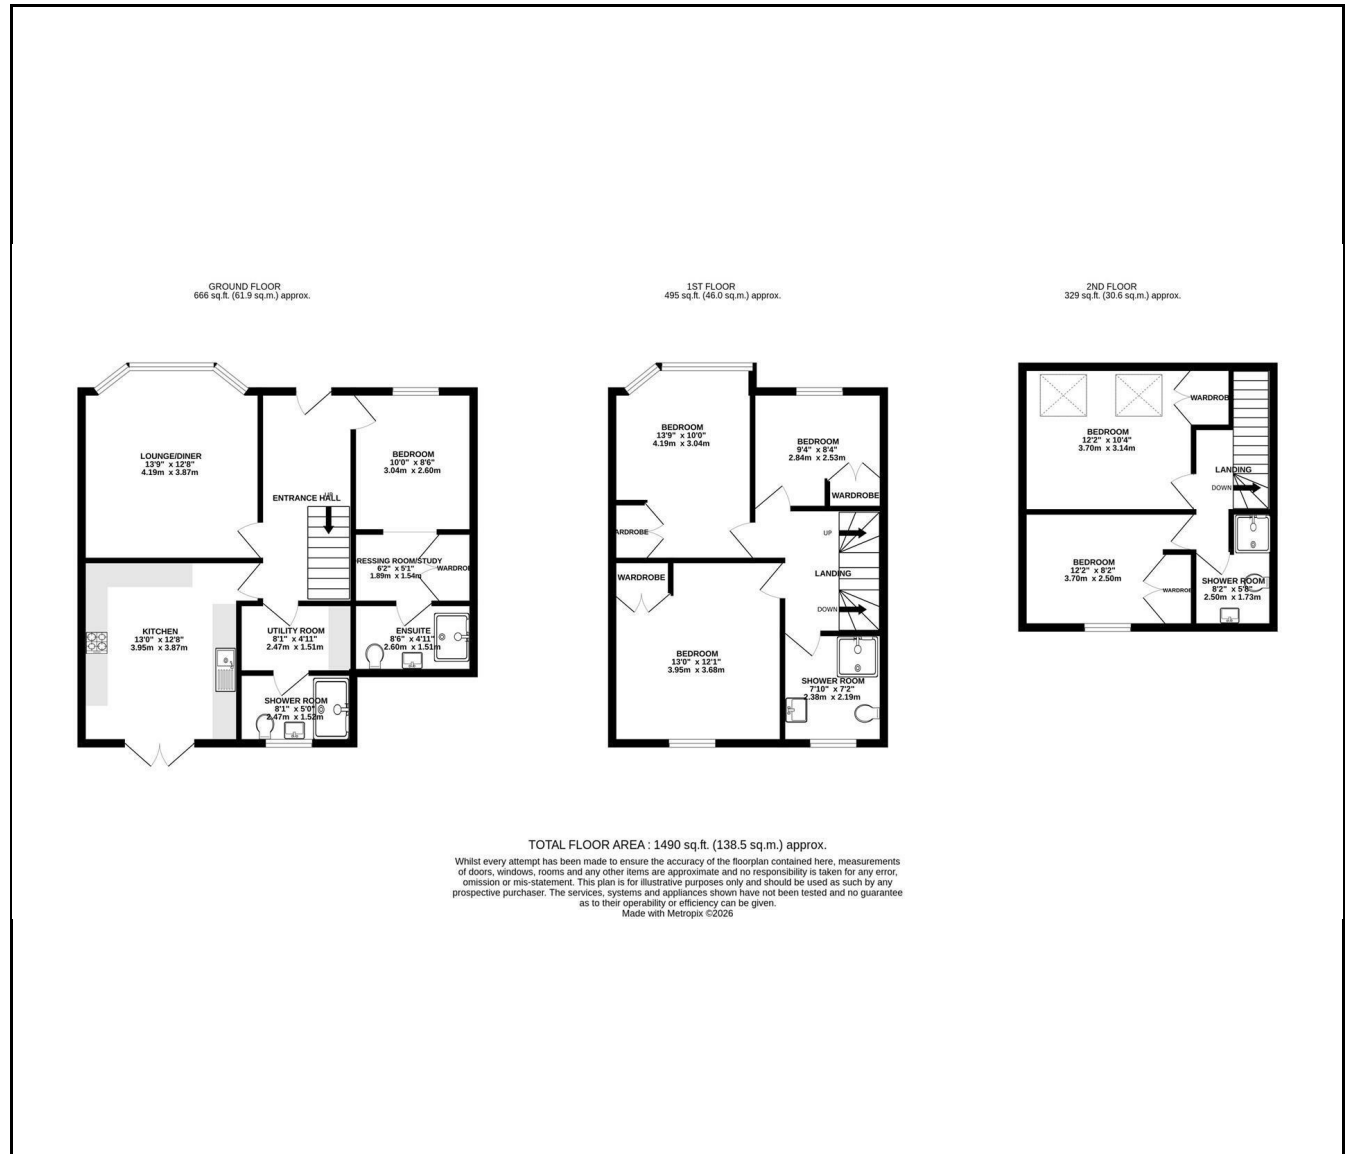 GROUND FLOOR
666 sq.ft. (61.9 sq.m.) approx.
1ST FLOOR
495 sq.ft. (46.0 sq.m.) approx.
2ND FLOOR
329 sq.ft. (30.6 sq.m.) approx.
LOUNGE/DINER
13'9" x 12'8"
4.19m x 3.87m
BEDROOM
10'0" x 8'6"
3.04m x 2.60m
ENTRANCE HALL
UP
DRESSING ROOM/STUDY
6'2" x 5'1"
1.89m x 1.54m
WARDROBE
KITCHEN
13'0" x 12'8"
3.95m x 3.87m
UTILITY ROOM
8'1" x 4'11"
2.47m x 1.51m
ENSUITE
8'6" x 4'11"
2.60m x 1.51m
SHOWER ROOM
8'1" x 5'0"
2.47m x 1.52m
BEDROOM
13'9" x 10'0"
4.19m x 3.04m
BEDROOM
9'4" x 8'4"
2.84m x 2.53m
WARDROBE
WARDROBE
UP
LANDING
DOWN
WARDROBE
BEDROOM
13'0" x 12'1"
3.95m x 3.68m
SHOWER ROOM
7'10" x 7'2"
2.38m x 2.19m
BEDROOM
12'2" x 10'4"
3.70m x 3.14m
WARDROBE
LANDING
DOWN
BEDROOM
12'2" x 8'2"
3.70m x 2.50m
WARDROBE
SHOWER ROOM
8'2" x 5'8"
2.50m x 1.73m
TOTAL FLOOR AREA : 1490 sq.ft. (138.5 sq.m.) approx.
Whilst every attempt has been made to ensure the accuracy of the floorplan contained here, measurements
of doors, windows, rooms and any other items are approximate and no responsibility is taken for any error,
omission or mis-statement. This plan is for illustrative purposes only and should be used as such by any
prospective purchaser. The services, systems and appliances shown have not been tested and no guarantee
as to their operability or efficiency can be given.
Made with Metropix ©2026